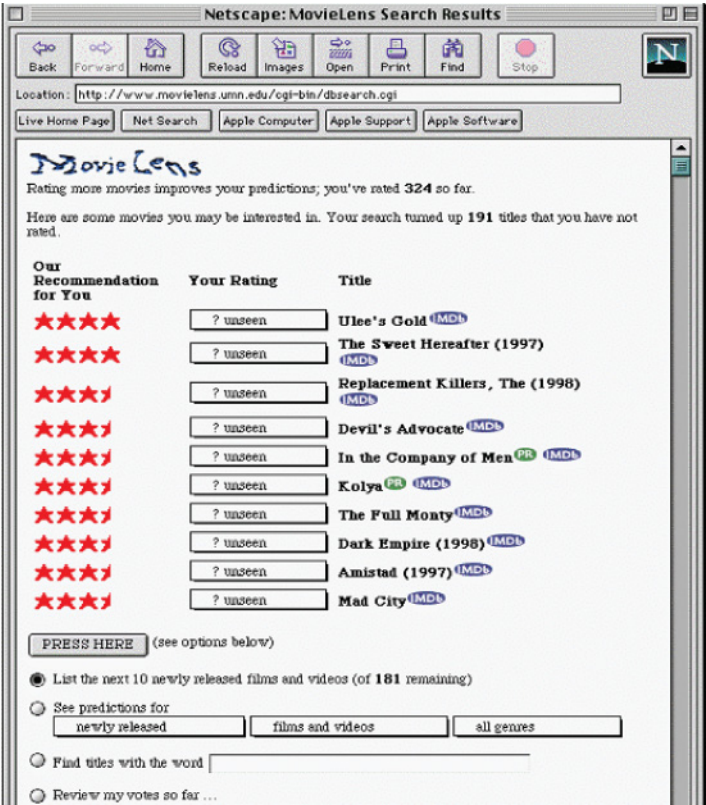 Netscape: MovieLens Search Results
Back Forward Home Reload Images Open Print Find Stop
N
Location: http://www.movielens.umn.edu/cgi-bin/dbsearch.cgi
Live Home Page Net Search Apple Computer Apple Support Apple Software
MovieLens
Rating more movies improves your predictions; you've rated 324 so far.
Here are some movies you may be interested in. Your search turned up 191 titles that you have not
rated.
Our
Recommendation Your Rating Title
for You
? unseen Ulee's Gold IMDb
? unseen The Sweet Hereafter (1997)
IMDb
? unseen Replacement Killers, The (1998)
IMDb
? unseen Devil's Advocate IMDb
? unseen In the Company of Men PR IMDb
? unseen Kolya PR IMDb
? unseen The Full Monty IMDb
? unseen Dark Empire (1998) IMDb
? unseen Amistad (1997) IMDb
? unseen Mad City IMDb
PRESS HERE (see options below)
List the next 10 newly released films and videos (of 181 remaining)
See predictions for
newly released films and videos all genres
Find titles with the word
Review my votes so far ...